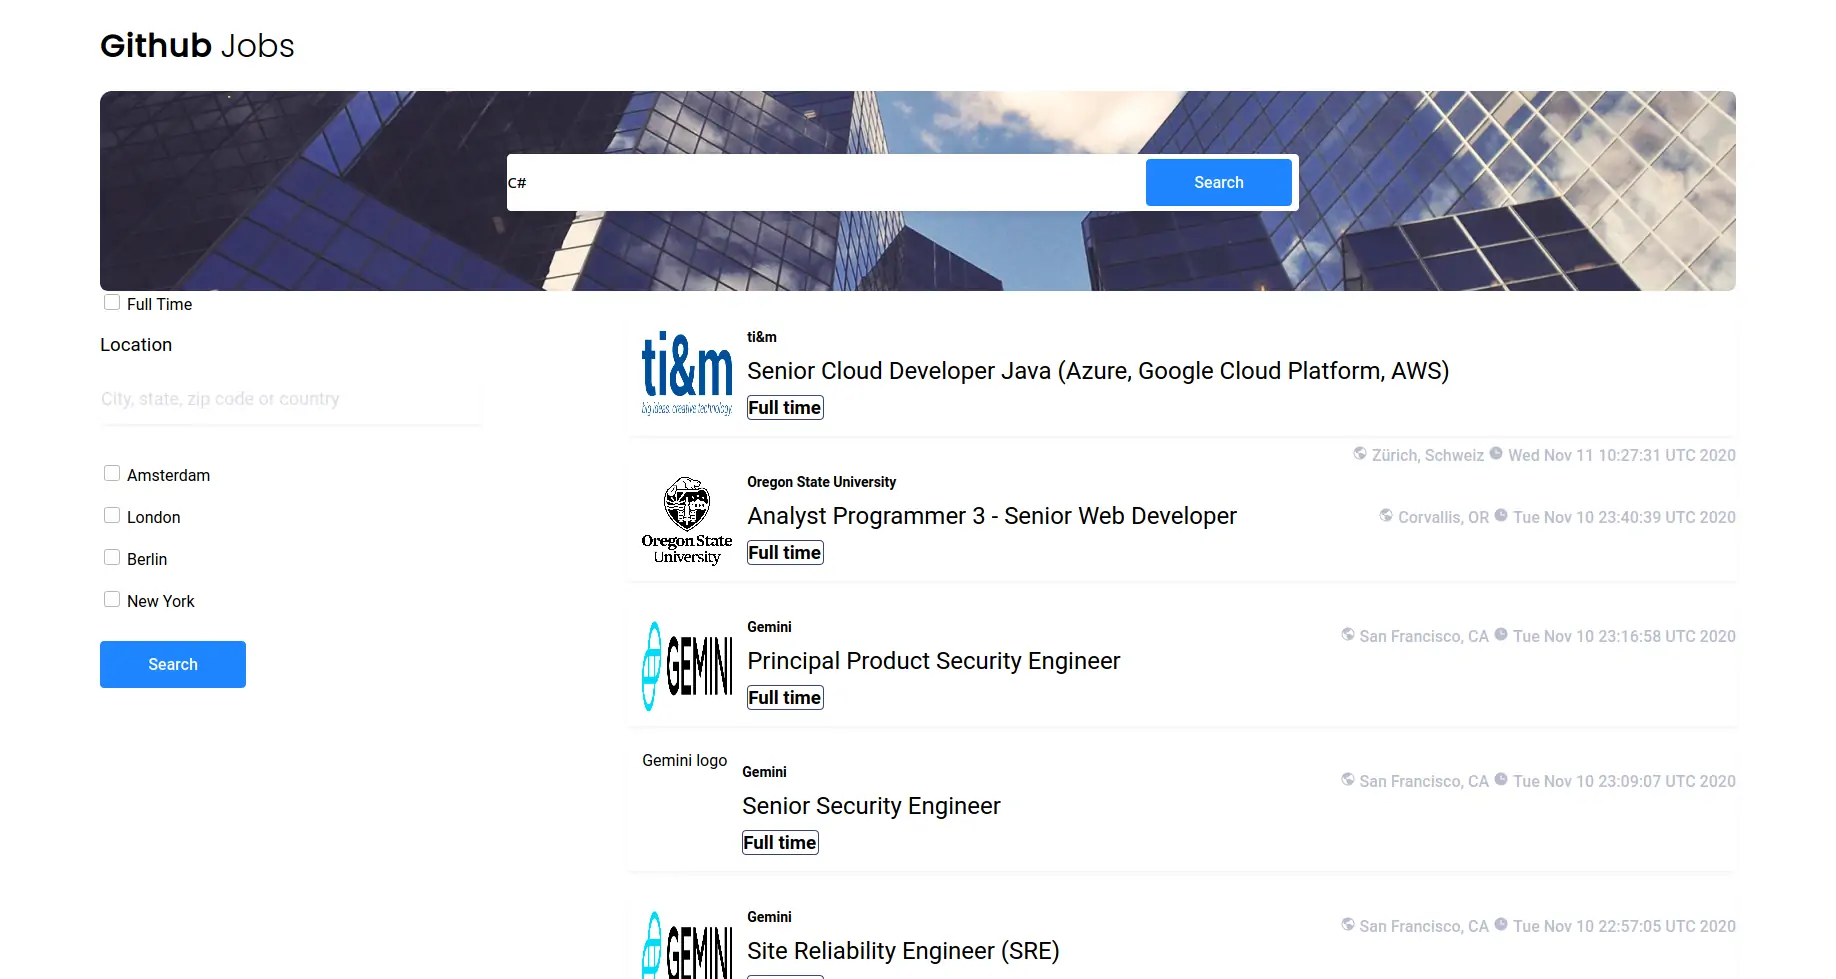 Github Jobs
C#
Search
Full Time
Location
City, state, zip code or country
Amsterdam
London
Berlin
New York
Search
ti&m
big ideas. creative technology.
ti&m
Senior Cloud Developer Java (Azure, Google Cloud Platform, AWS)
Full time
Zürich, Schweiz Wed Nov 11 10:27:31 UTC 2020
Oregon State
University
Oregon State University
Analyst Programmer 3 - Senior Web Developer
Full time
Corvallis, OR Tue Nov 10 23:40:39 UTC 2020
GEMINI
Gemini
Principal Product Security Engineer
Full time
San Francisco, CA Tue Nov 10 23:16:58 UTC 2020
Gemini logo
Gemini
Senior Security Engineer
Full time
San Francisco, CA Tue Nov 10 23:09:07 UTC 2020
GEMINI
Gemini
Site Reliability Engineer (SRE)
San Francisco, CA Tue Nov 10 22:57:05 UTC 2020